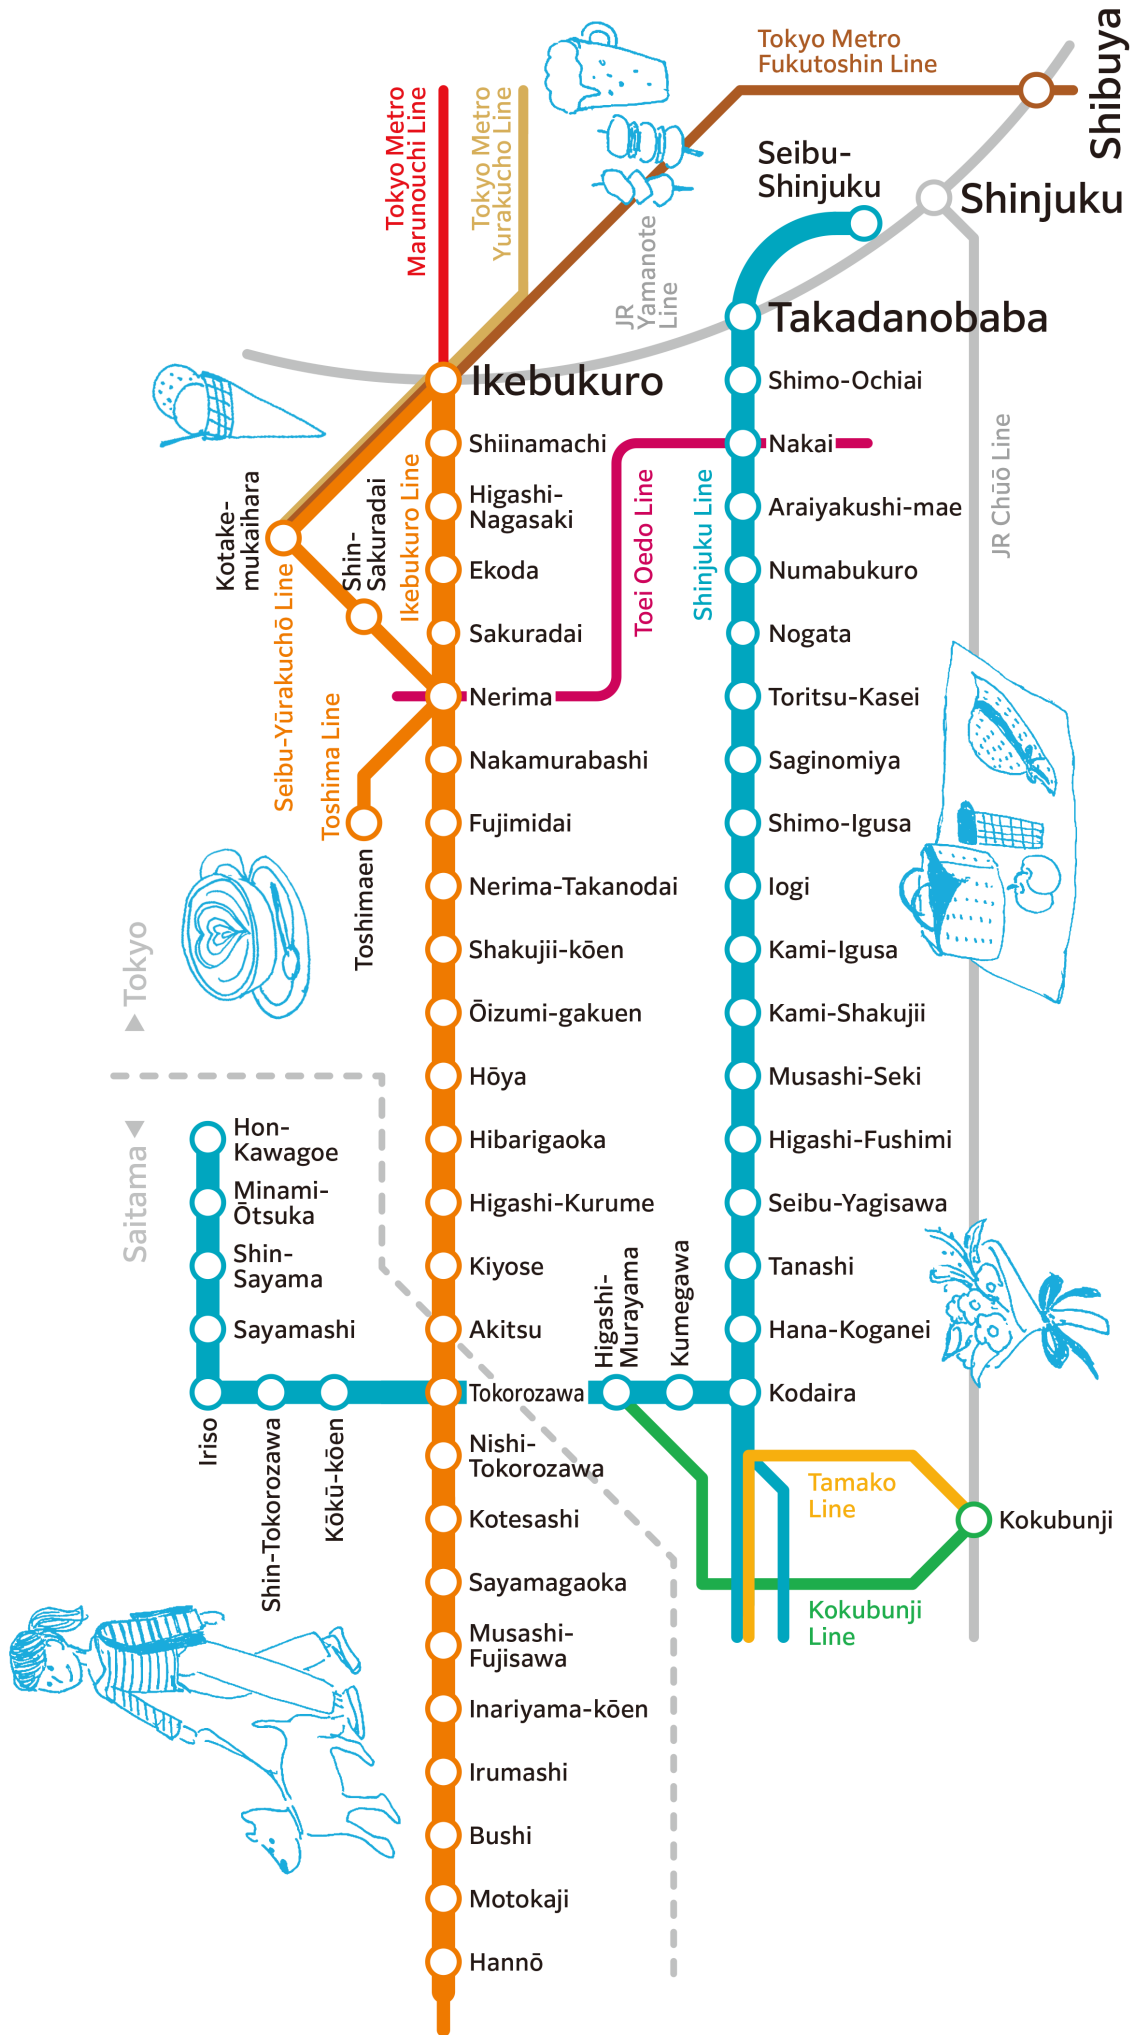 Tokyo Metro
Fukutoshin Line
Shibuya
Tokyo Metro
Marunouchi Line
Tokyo Metro
Yurakucho Line
Seibu-
Shinjuku
Shinjuku
JR
Yamanote
Line
Takadanobaba
Ikebukuro
Shimo-Ochiai
Shiinamachi
Nakai
Higashi-
Nagasaki
Araiyakushi-mae
Kotake-
mukaihara
Shin-
Sakuradai
Ikebukuro Line
Toei Oedo Line
Shinjuku Line
JR Chūō Line
Ekoda
Numabukuro
Sakuradai
Nogata
Seibu-Yūrakuchō Line
Toshima Line
Nerima
Toritsu-Kasei
Nakamurabashi
Saginomiya
Fujimidai
Shimo-Igusa
Toshimaen
Nerima-Takanodai
Iogi
Shakujii-kōen
Kami-Igusa
▶Tokyo
Ōizumi-gakuen
Kami-Shakujii
Hōya
Musashi-Seki
Saitama◀
Hon-
Kawagoe
Hibarigaoka
Higashi-Fushimi
Minami-
Ōtsuka
Higashi-Kurume
Seibu-Yagisawa
Shin-
Sayama
Kiyose
Higashi-
Murayama
Kumegawa
Tanashi
Sayamashi
Akitsu
Hana-Koganei
Tokorozawa
Kodaira
Iriso
Shin-Tokorozawa
Kōkū-kōen
Nishi-
Tokorozawa
Tamako
Line
Kotesashi
Kokubunji
Sayamagaoka
Kokubunji
Line
Musashi-
Fujisawa
Inariyama-kōen
Irumashi
Bushi
Motokaji
Hannō